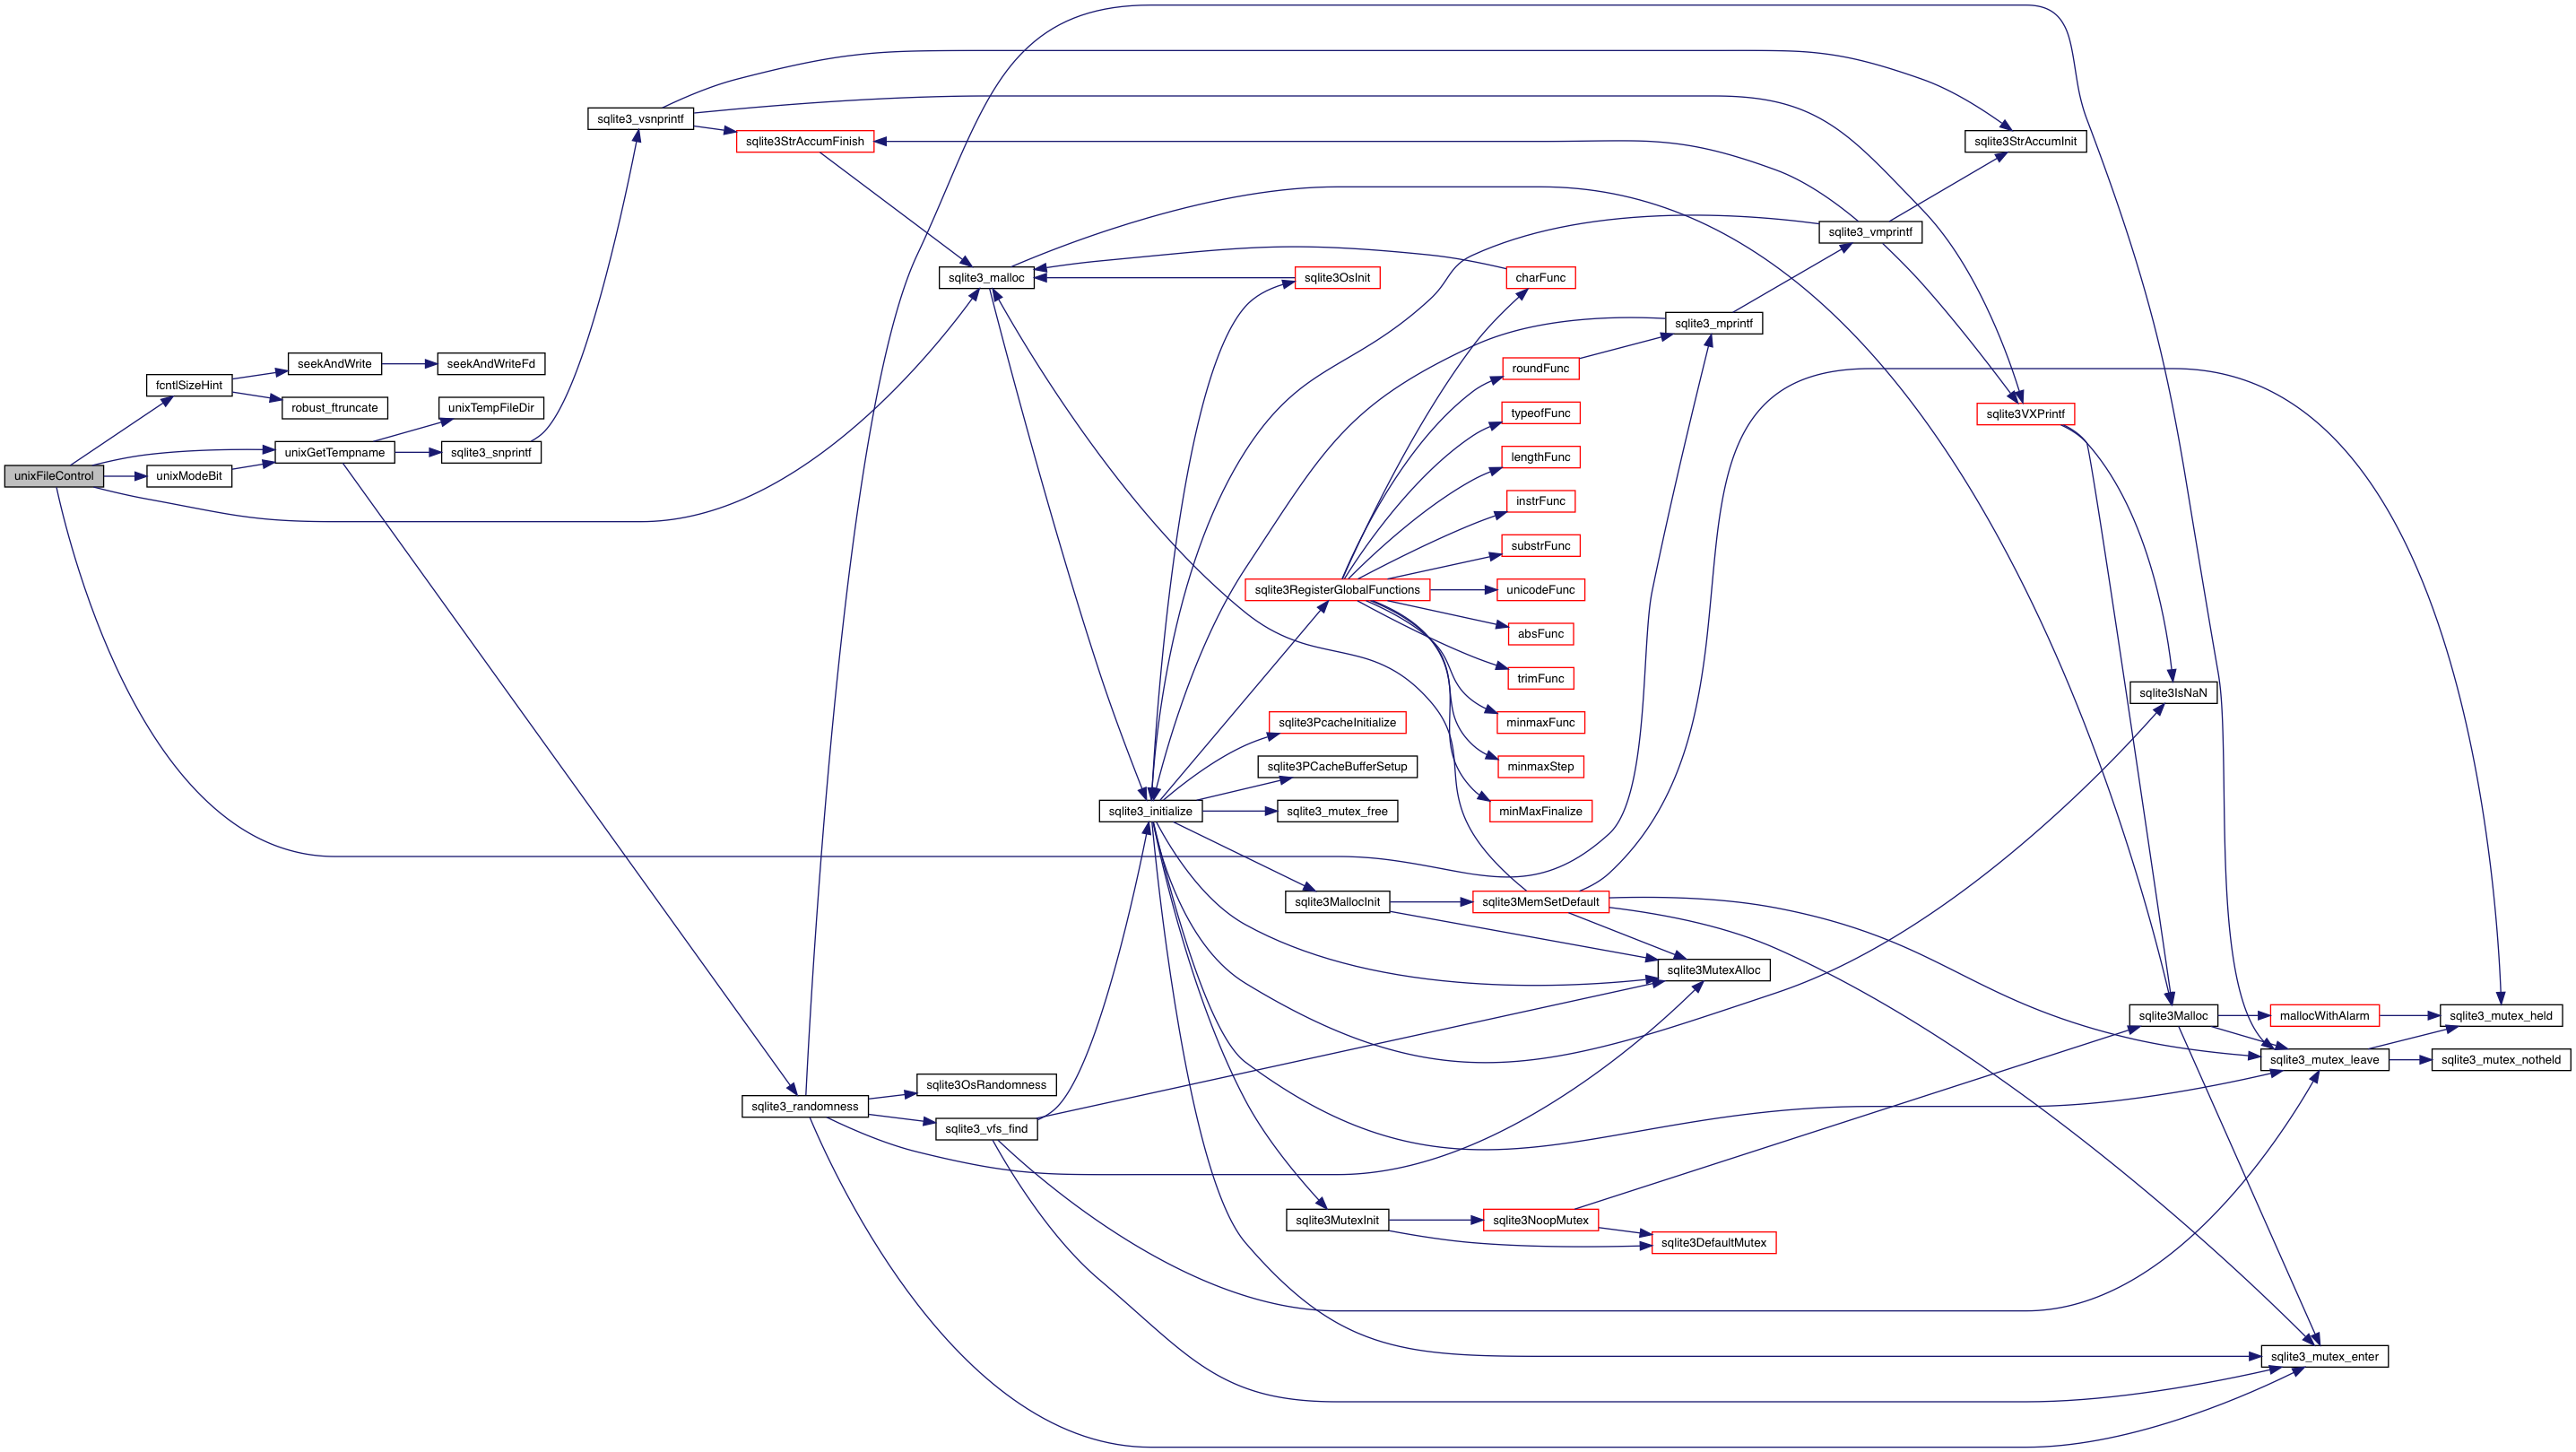 unixFileControl
fcntlSizeHint
unixModeBit
seekAndWrite
robust_ftruncate
unixGetTempname
seekAndWriteFd
unixTempFileDir
sqlite3_snprintf
sqlite3_vsnprintf
sqlite3StrAccumFinish
sqlite3_randomness
sqlite3_malloc
sqlite3OsRandomness
sqlite3_vfs_find
sqlite3_initialize
sqlite3OsInit
sqlite3RegisterGlobalFunctions
sqlite3PcacheInitialize
sqlite3PCacheBufferSetup
sqlite3_mutex_free
sqlite3MallocInit
sqlite3MutexInit
charFunc
roundFunc
typeofFunc
lengthFunc
instrFunc
substrFunc
unicodeFunc
absFunc
trimFunc
minmaxFunc
minmaxStep
minMaxFinalize
sqlite3MemSetDefault
sqlite3NoopMutex
sqlite3_mprintf
sqlite3MutexAlloc
sqlite3DefaultMutex
sqlite3_vmprintf
sqlite3StrAccumInit
sqlite3VXPrintf
sqlite3IsNaN
sqlite3Malloc
mallocWithAlarm
sqlite3_mutex_leave
sqlite3_mutex_enter
sqlite3_mutex_held
sqlite3_mutex_notheld